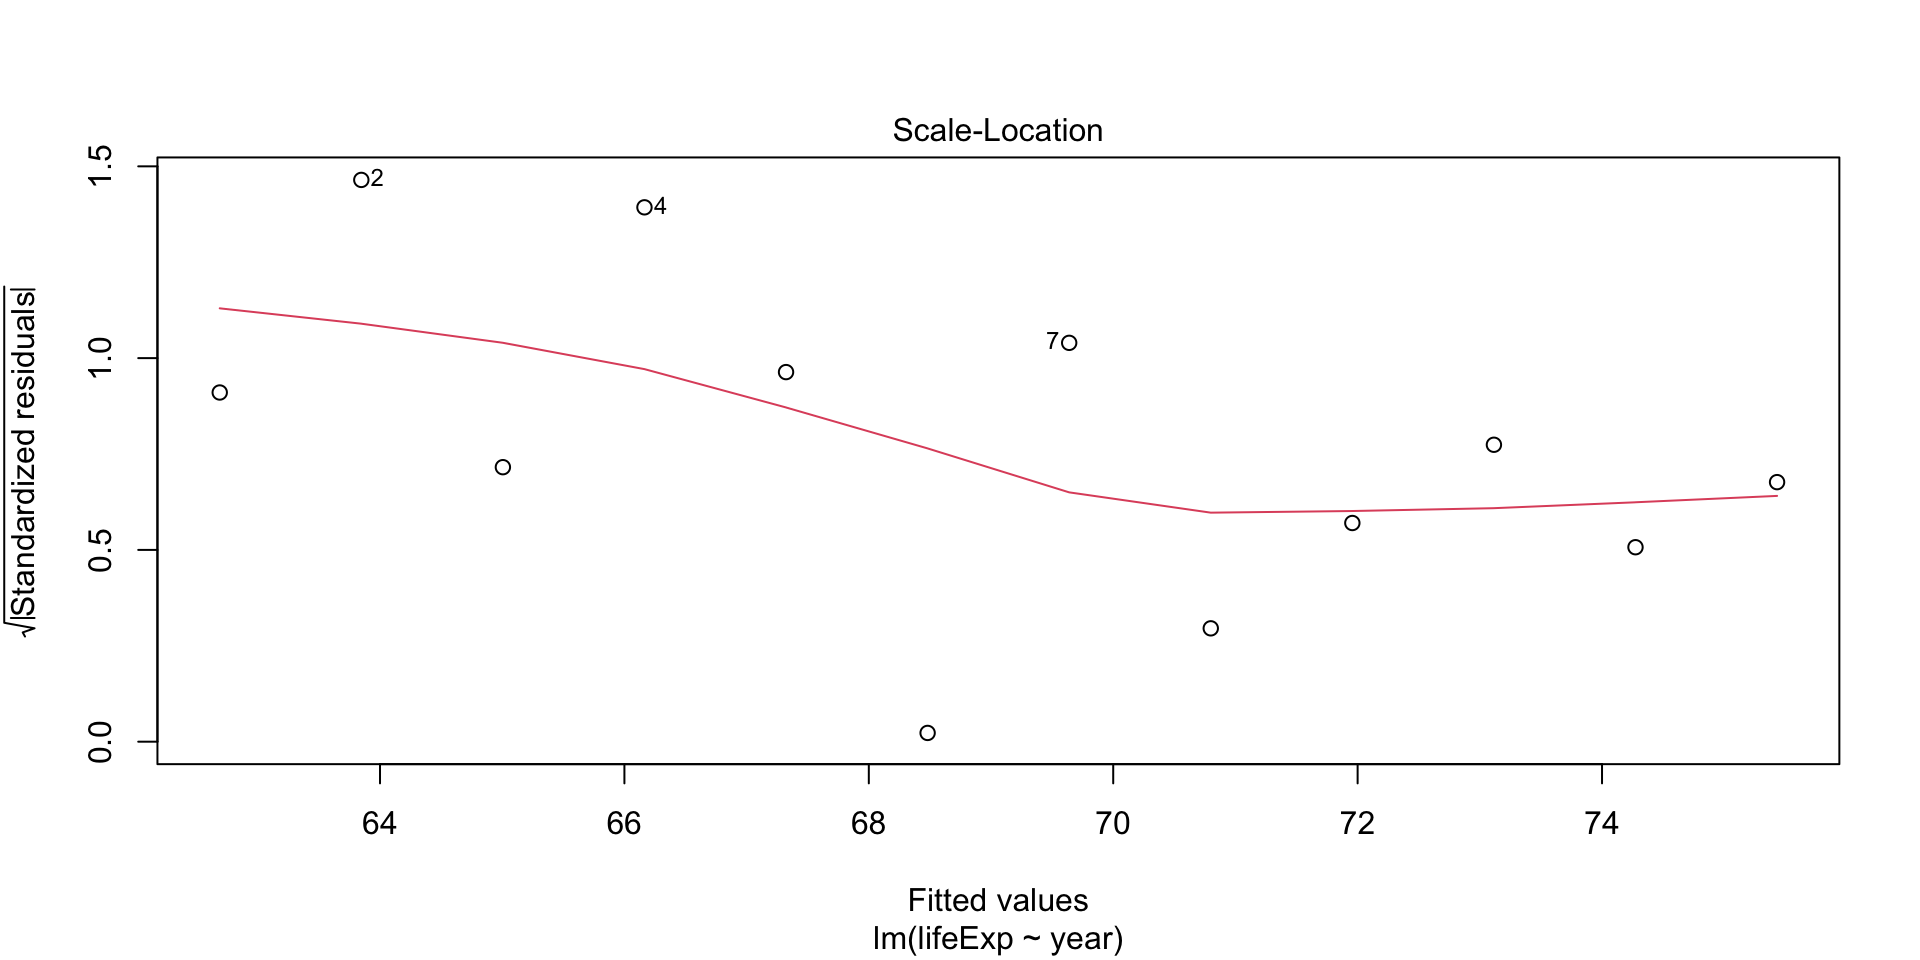 Scale-Location
√|Standardized residuals|
1.5
1.0
0.5
0.0
2
4
7
64 66 68 70 72 74
Fitted values
lm(lifeExp ~ year)